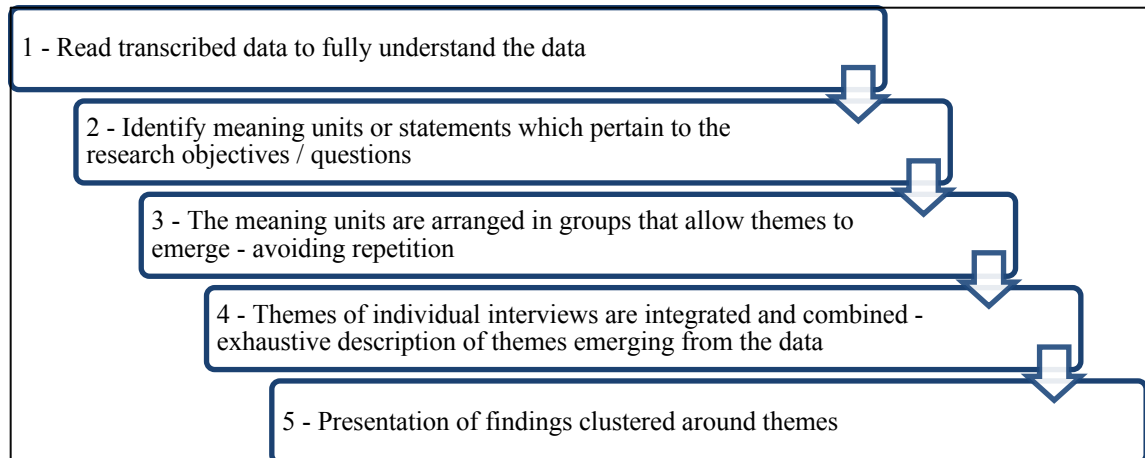 1 - Read transcribed data to fully understand the data
2 - Identify meaning units or statements which pertain to the
research objectives / questions
3 - The meaning units are arranged in groups that allow themes to
emerge - avoiding repetition
4 - Themes of individual interviews are integrated and combined -
exhaustive description of themes emerging from the data
5 - Presentation of findings clustered around themes